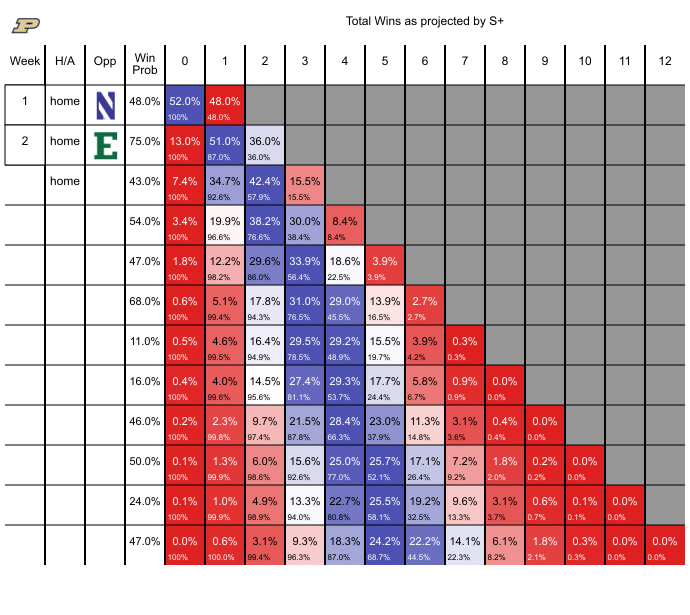 P
Total Wins as projected by S+
Week H/A Opp Win Prob 0 1 2 3 4 5 6 7 8 9 10 11 12
1 home N 48.0% 52.0% 48.0%
100% 48.0%
2 home E 75.0% 13.0% 51.0% 36.0%
100% 87.0% 36.0%
home 43.0% 7.4% 34.7% 42.4% 15.5%
100% 92.6% 57.9% 15.5%
54.0% 3.4% 19.9% 38.2% 30.0% 8.4%
100% 96.6% 76.6% 38.4% 8.4%
47.0% 1.8% 12.2% 29.6% 33.9% 18.6% 3.9%
100% 98.2% 86.0% 56.4% 22.5% 3.9%
68.0% 0.6% 5.1% 17.8% 31.0% 29.0% 13.9% 2.7%
100% 99.4% 94.3% 76.5% 45.5% 16.5% 2.7%
11.0% 0.5% 4.6% 16.4% 29.5% 29.2% 15.5% 3.9% 0.3%
100% 99.5% 94.9% 78.5% 48.9% 19.7% 4.2% 0.3%
16.0% 0.4% 4.0% 14.5% 27.4% 29.3% 17.7% 5.8% 0.9% 0.0%
100% 99.6% 95.6% 81.1% 53.7% 24.4% 6.7% 0.9% 0.0%
46.0% 0.2% 2.3% 9.7% 21.5% 28.4% 23.0% 11.3% 3.1% 0.4% 0.0%
100% 99.8% 97.4% 87.8% 66.3% 37.9% 14.8% 3.6% 0.4% 0.0%
50.0% 0.1% 1.3% 6.0% 15.6% 25.0% 25.7% 17.1% 7.2% 1.8% 0.2% 0.0%
100% 99.9% 98.6% 92.6% 77.0% 52.1% 26.4% 9.2% 2.0% 0.2% 0.0%
24.0% 0.1% 1.0% 4.9% 13.3% 22.7% 25.5% 19.2% 9.6% 3.1% 0.6% 0.1% 0.0%
100% 99.9% 98.9% 94.0% 80.8% 58.1% 32.5% 13.3% 3.7% 0.7% 0.1% 0.0%
47.0% 0.0% 0.6% 3.1% 9.3% 18.3% 24.2% 22.2% 14.1% 6.1% 1.8% 0.3% 0.0% 0.0%
100% 100.0% 99.4% 96.3% 87.0% 68.7% 44.5% 22.3% 8.2% 2.1% 0.3% 0.0% 0.0%